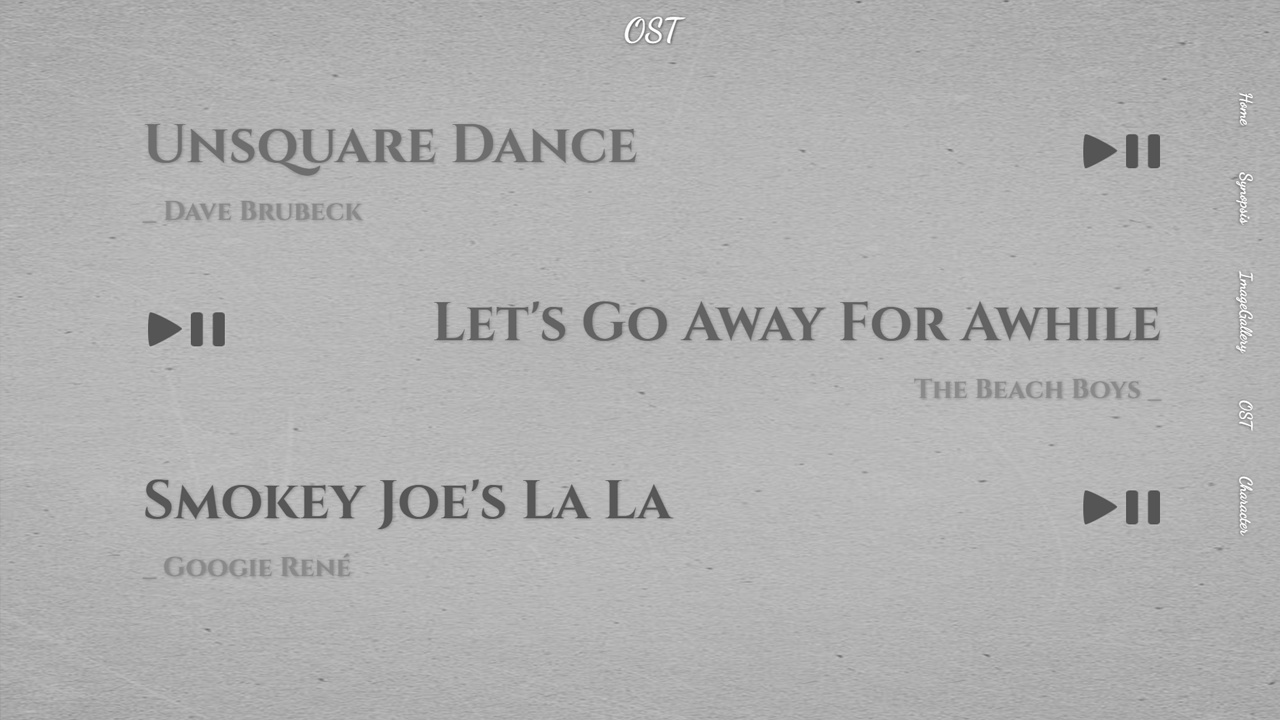 OST
Unsquare Dance
_ Dave Brubeck
Let's Go Away For Awhile
The Beach Boys _
Smokey Joe's La La
_ Googie René
Home
Synopsis
ImageGallery
OST
Character